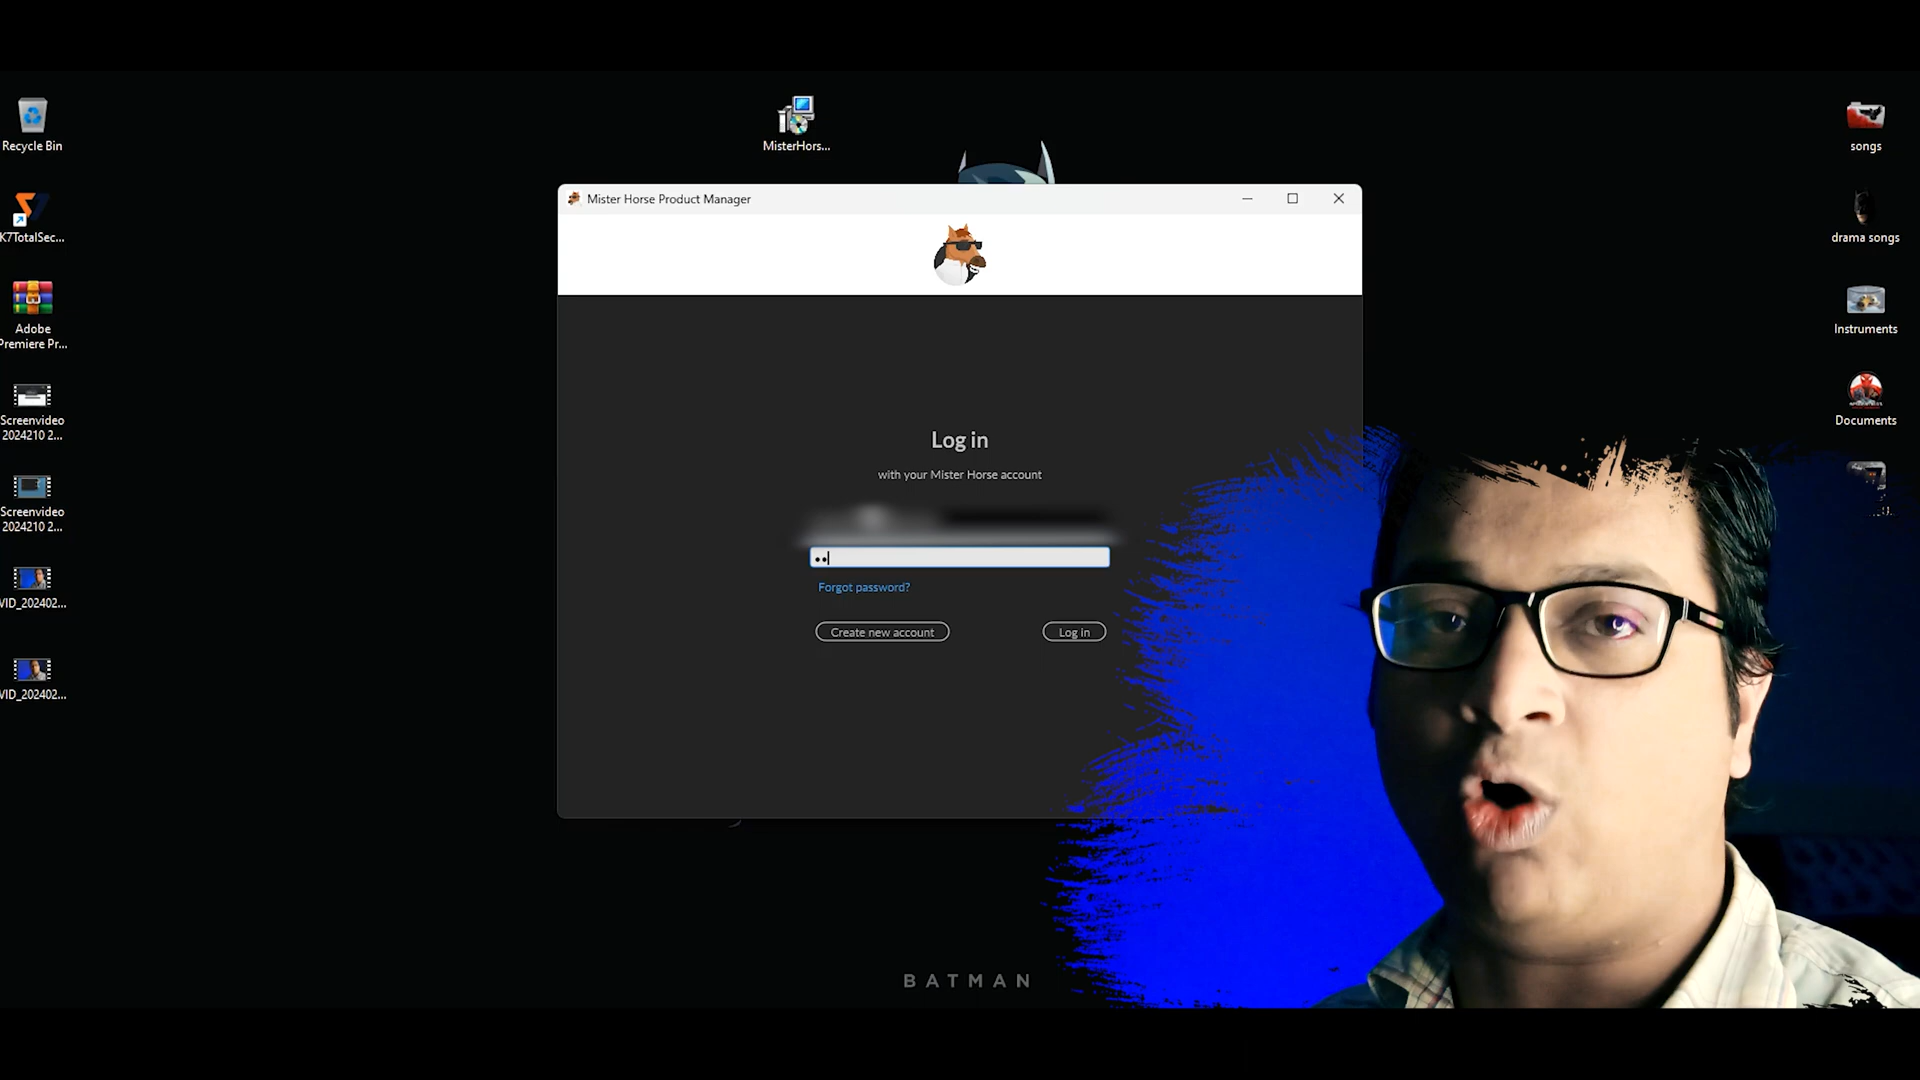 Recycle Bin
K7TotalSec...
Adobe
Premiere Pr...
Screenvideo
2024210 2...
Screenvideo
2024210 2...
VID_202402...
VID_202402...
MisterHors...
Mister Horse Product Manager
Log in
with your Mister Horse account
Forgot password?
Create new account
Log in
BATMAN
songs
drama songs
Instruments
Documents